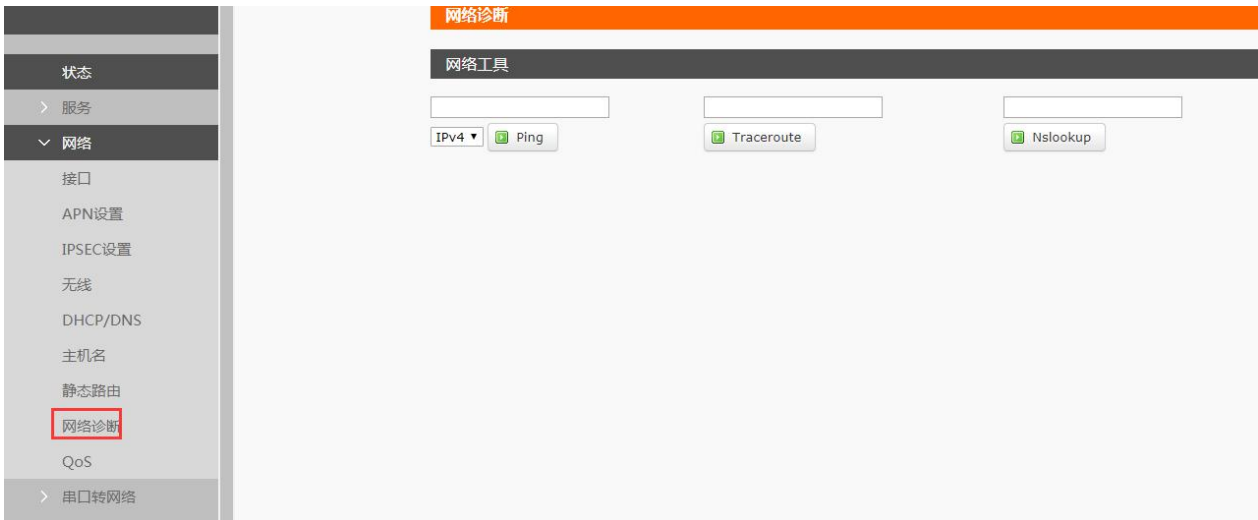 状态
服务
网络
接口
APN设置
IPSEC设置
无线
DHCP/DNS
主机名
静态路由
网络诊断
QoS
串口转网络
网络诊断
网络工具
IPv4 Ping Traceroute Nslookup